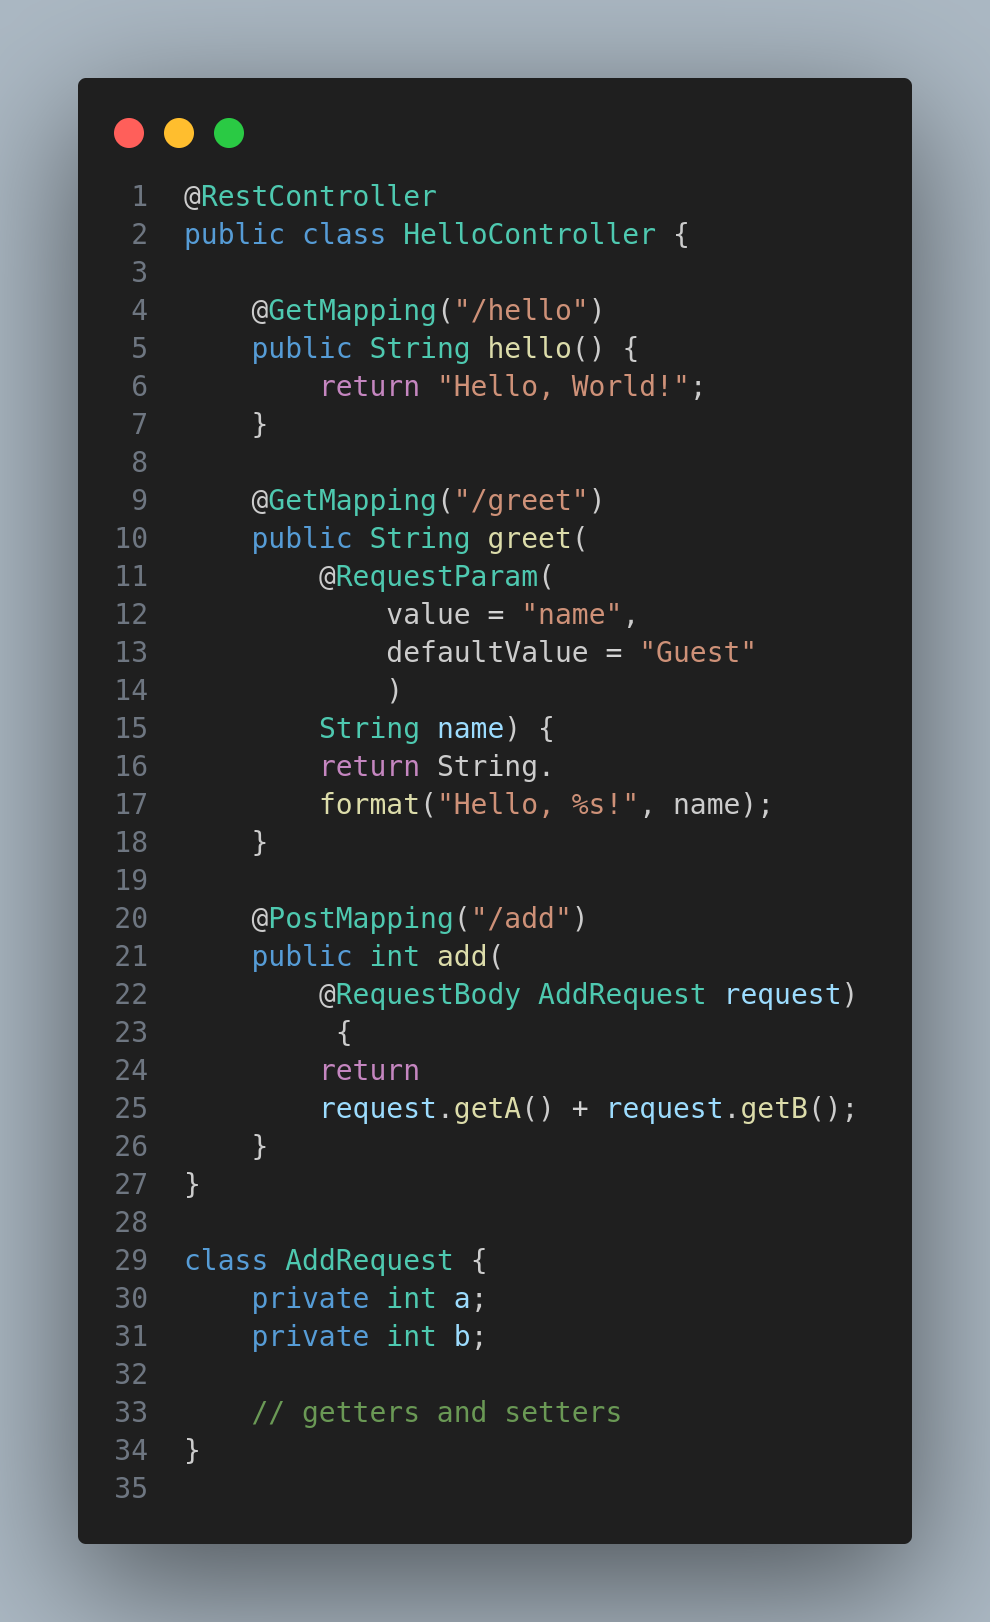 1 @RestController
2 public class HelloController {
3
4     @GetMapping("/hello")
5     public String hello() {
6         return "Hello, World!";
7     }
8
9     @GetMapping("/greet")
10     public String greet(
11         @RequestParam(
12             value = "name",
13             defaultValue = "Guest"
14             )
15         String name) {
16         return String.
17         format("Hello, %s!", name);
18     }
19
20     @PostMapping("/add")
21     public int add(
22         @RequestBody AddRequest request)
23          {
24         return
25         request.getA() + request.getB();
26     }
27 }
28
29 class AddRequest {
30     private int a;
31     private int b;
32
33     // getters and setters
34 }
35